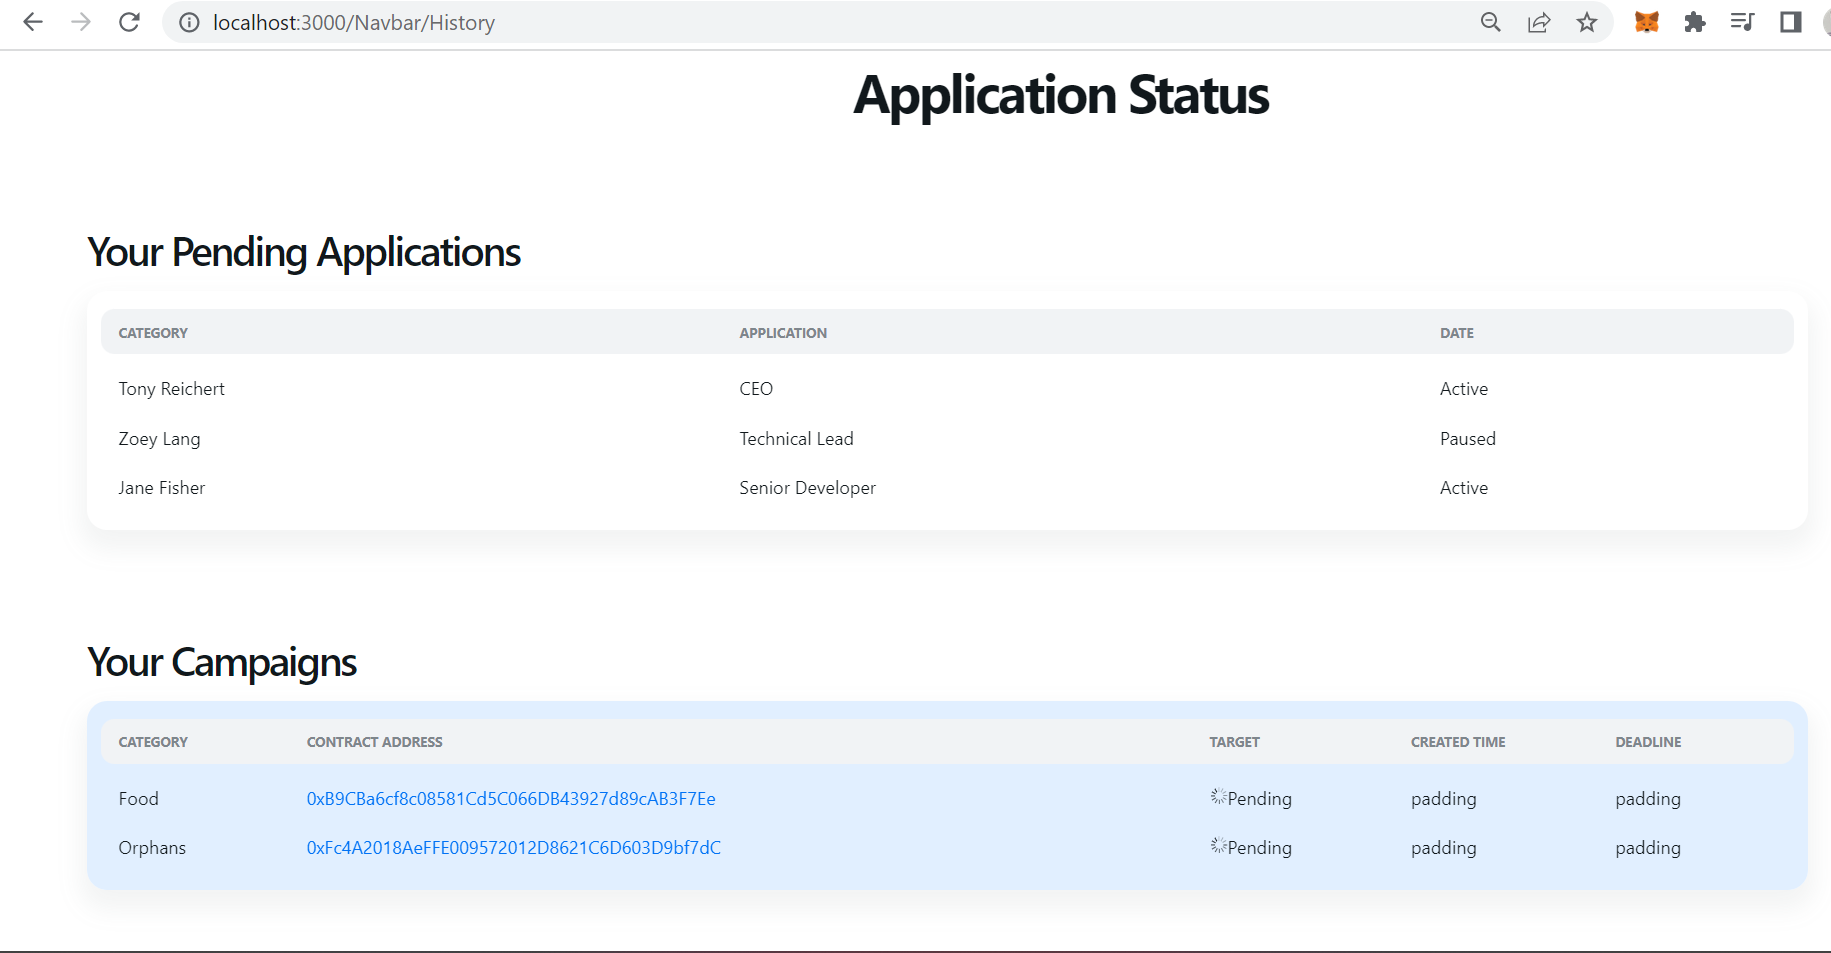 localhost:3000/Navbar/History
Application Status
Your Pending Applications
CATEGORY APPLICATION DATE
Tony Reichert CEO Active
Zoey Lang Technical Lead Paused
Jane Fisher Senior Developer Active
Your Campaigns
CATEGORY CONTRACT ADDRESS TARGET CREATED TIME DEADLINE
Food 0xB9CBa6cf8c08581Cd5C066DB43927d89cAB3F7Ee Pending padding padding
Orphans 0xFc4A2018AeFFE009572012D8621C6D603D9bf7dC Pending padding padding